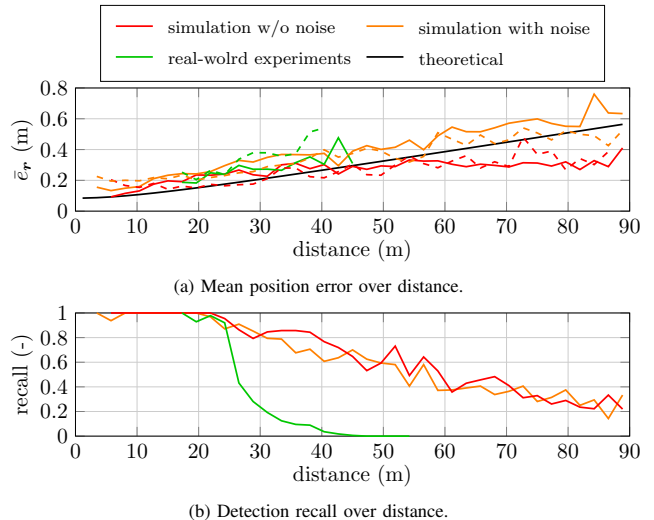 simulation w/o noise
simulation with noise
real-wolrd experiments
theoretical
0.8
0.6
0.4
0.2
0
ē_r (m)
0 10 20 30 40 50 60 70 80 90
distance (m)
(a) Mean position error over distance.
1
0.8
0.6
0.4
0.2
0
recall (-)
0 10 20 30 40 50 60 70 80 90
distance (m)
(b) Detection recall over distance.